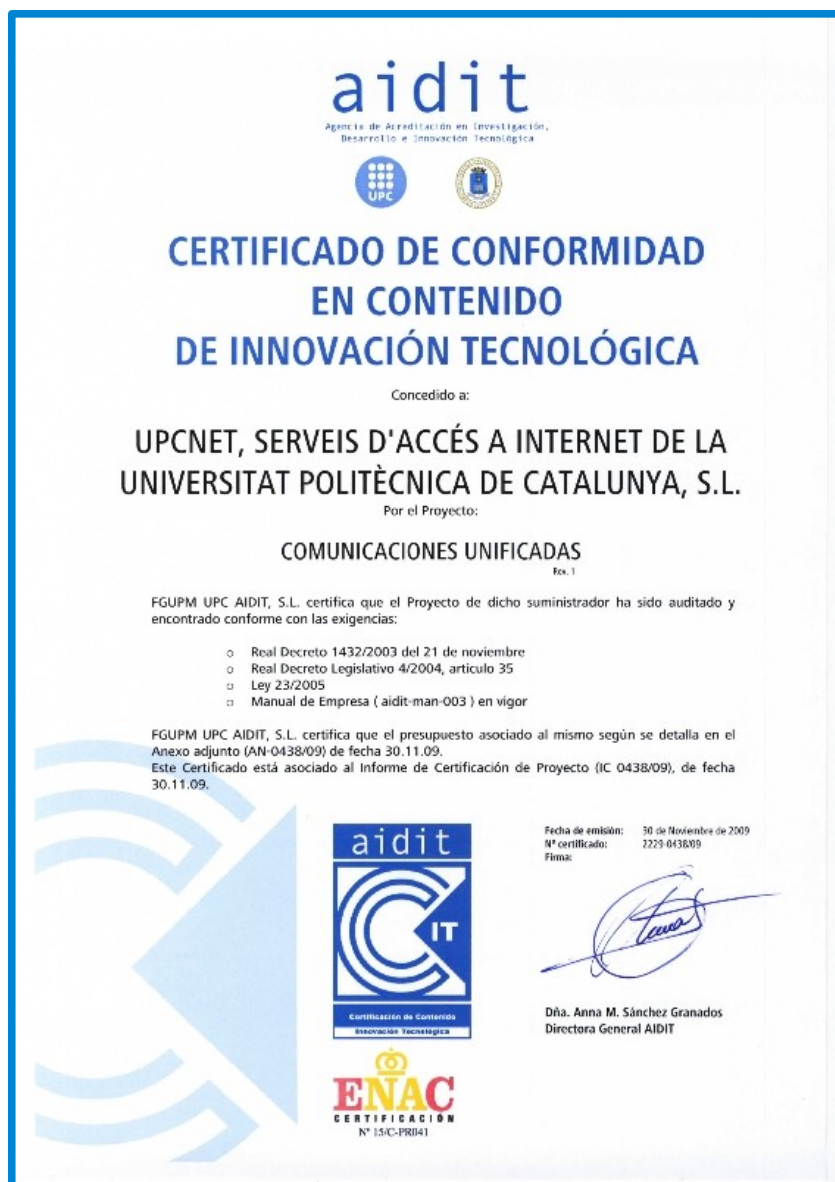 aidit
Agencia de Acreditación en Investigación,
Desarrollo e Innovación Tecnológica
UPC
CERTIFICADO DE CONFORMIDAD
EN CONTENIDO
DE INNOVACIÓN TECNOLÓGICA
Concedido a:
UPCNET, SERVEIS D'ACCÉS A INTERNET DE LA
UNIVERSITAT POLITÈCNICA DE CATALUNYA, S.L.
Por el Proyecto:
COMUNICACIONES UNIFICADAS
Rev. 1
FGUPM UPC AIDIT, S.L. certifica que el Proyecto de dicho suministrador ha sido auditado y
encontrado conforme con las exigencias:
o Real Decreto 1432/2003 del 21 de noviembre
o Real Decreto Legislativo 4/2004, articulo 35
o Ley 23/2005
o Manual de Empresa ( aidit-man-003 ) en vigor
FGUPM UPC AIDIT, S.L. certifica que el presupuesto asociado al mismo según se detalla en el
Anexo adjunto (AN-0438/09) de fecha 30.11.09.
Este Certificado está asociado al Informe de Certificación de Proyecto (IC 0438/09), de fecha
30.11.09.
Fecha de emisión: 30 de Noviembre de 2009
Nº certificado: 2229-0438/09
Firma:
aidit
IT
Certificación de Contenido
Innovación Tecnológica
Dña. Anna M. Sánchez Granados
Directora General AIDIT
ENAC
CERTIFICACIÓN
Nº 15/C-PR041